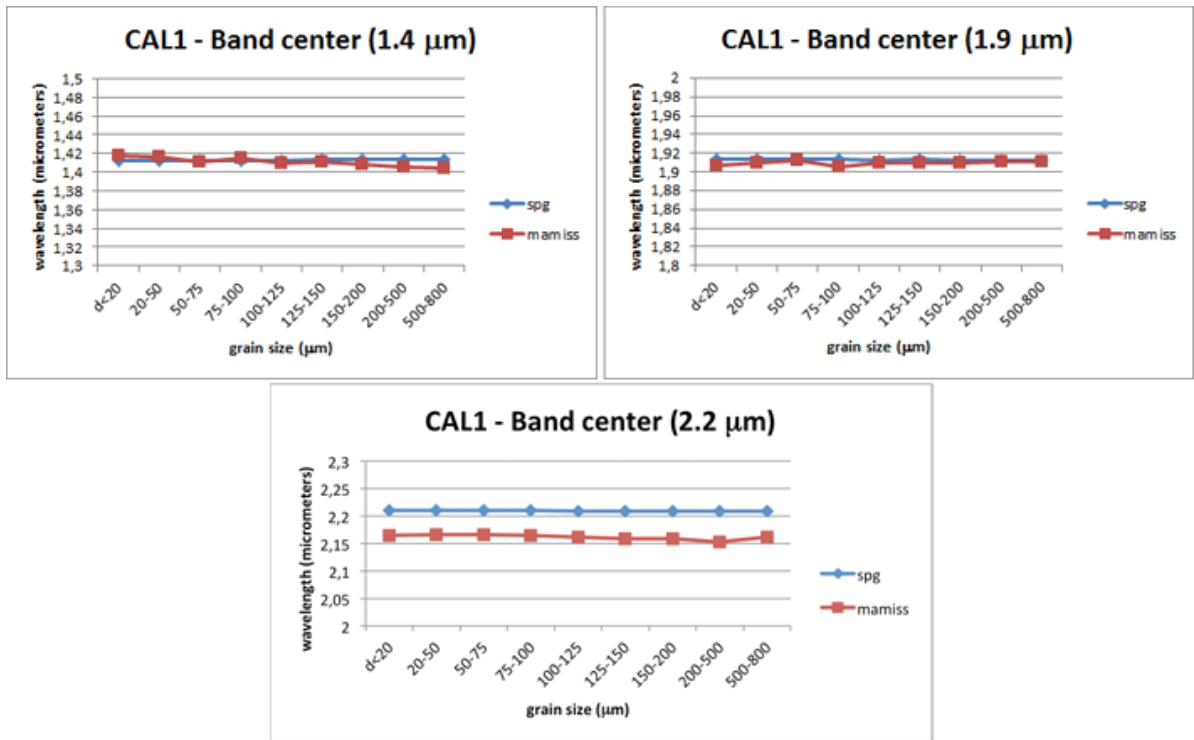 CAL1 - Band center (1.4 μm)
wavelength (micrometers)
1,5
1,48
1,46
1,44
1,42
1,4
1,38
1,36
1,34
1,32
1,3
d<20
20-50
50-75
75-100
100-125
125-150
150-200
200-500
500-800
grain size (μm)
spg
mamiss
CAL1 - Band center (1.9 μm)
wavelength (micrometers)
2
1,98
1,96
1,94
1,92
1,9
1,88
1,86
1,84
1,82
1,8
d<20
20-50
50-75
75-100
100-125
125-150
150-200
200-500
500-800
grain size (μm)
spg
mamiss
CAL1 - Band center (2.2 μm)
wavelength (micrometers)
2,3
2,25
2,2
2,15
2,1
2,05
2
d<20
20-50
50-75
75-100
100-125
125-150
150-200
200-500
500-800
grain size (μm)
spg
mamiss